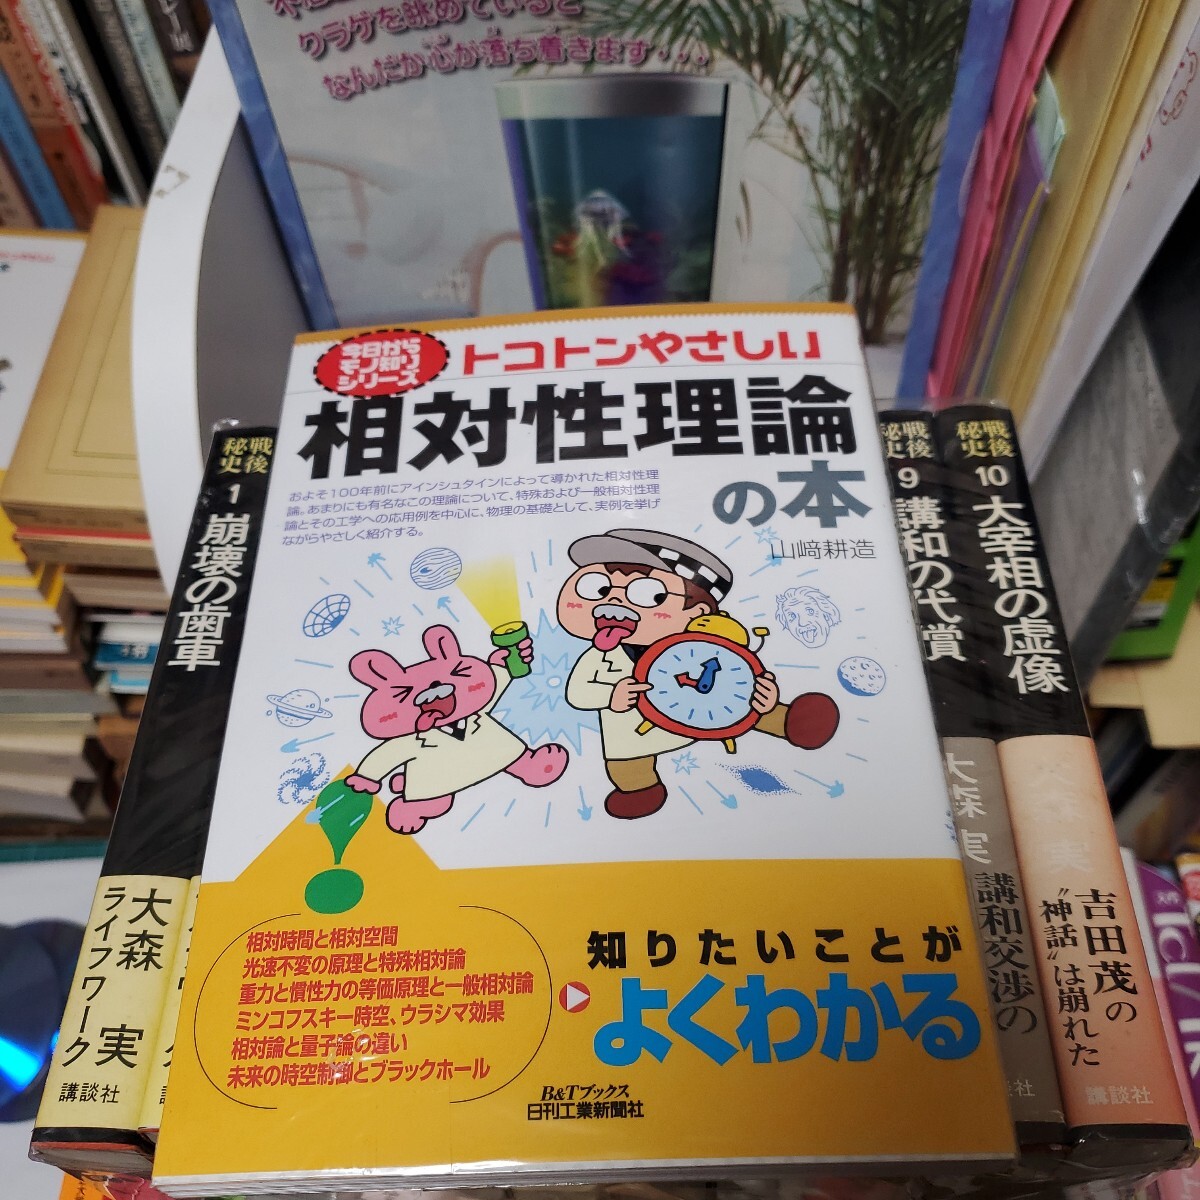 クラゲを眺めていると
なんだか心が落ち着きます・・・
今日から
モノ知り
シリーズ
トコトンやさしい
相対性理論
の本
およそ100年前にアインシュタインによって導かれた相対性理
論。あまりにも有名なこの理論について、特殊および一般相対性理
論とその工学への応用例を中心に、物理の基礎として、実例を挙げ
ながらやさしく紹介する。
山﨑耕造
相対時間と相対空間
光速不変の原理と特殊相対論
重力と慣性力の等価原理と一般相対論
ミンコフスキー時空、ウラシマ効果
相対論と量子論の違い
未来の時空制御とブラックホール
知りたいことが
よくわかる
B&Tブックス
日刊工業新聞社
戦後
秘史
1
崩壊の歯車
大森 実
ライフワーク
講談社
戦後
秘史
9
講和の代償
大森 実
講和交渉の
戦後
秘史
10
大宰相の虚像
大森 実
吉田茂の
“神話”は崩れた
講談社